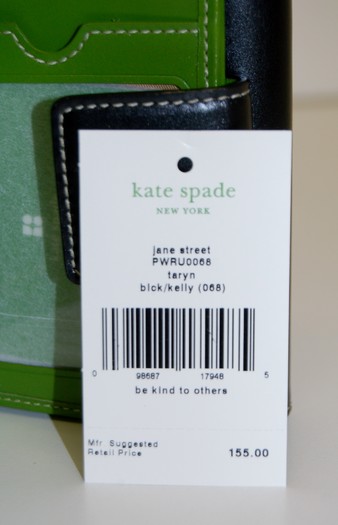 kate spade
NEW YORK
jane street
PWRU0068
taryn
blck/kelly (068)
0 98687 17948 5
be kind to others
Mfr. Suggested
Retail Price 155.00